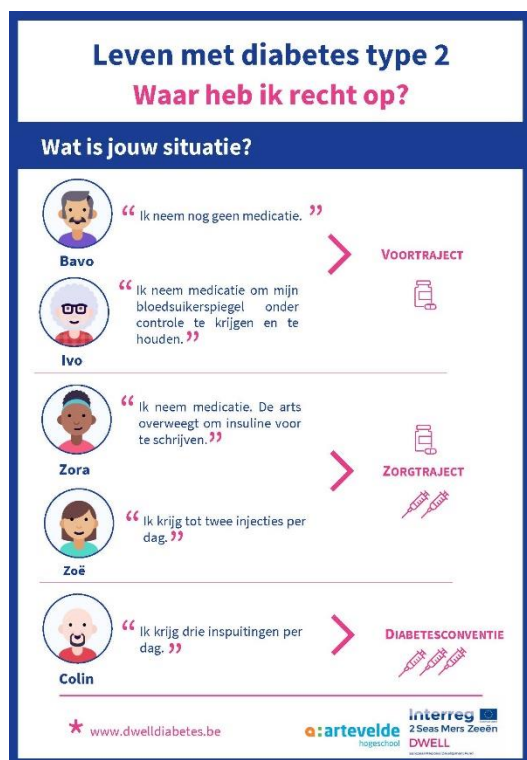 Leven met diabetes type 2
Waar heb ik recht op?
Wat is jouw situatie?
“ Ik neem nog geen medicatie. ”
Bavo
VOORTRAJECT
“ Ik neem medicatie om mijn
bloedsuikerspiegel onder
controle te krijgen en te
houden. ”
Ivo
“ Ik neem medicatie. De arts
overweegt om insuline voor
te schrijven. ”
Zora
ZORGTRAJECT
“ Ik krijg tot twee injecties per
dag. ”
Zoë
“ Ik krijg drie inspuitingen per
dag. ”
Colin
DIABETESCONVENTIE
* www.dwelldiabetes.be
a:artevelde
hogeschool
Interreg
2 Seas Mers Zeeën
DWELL